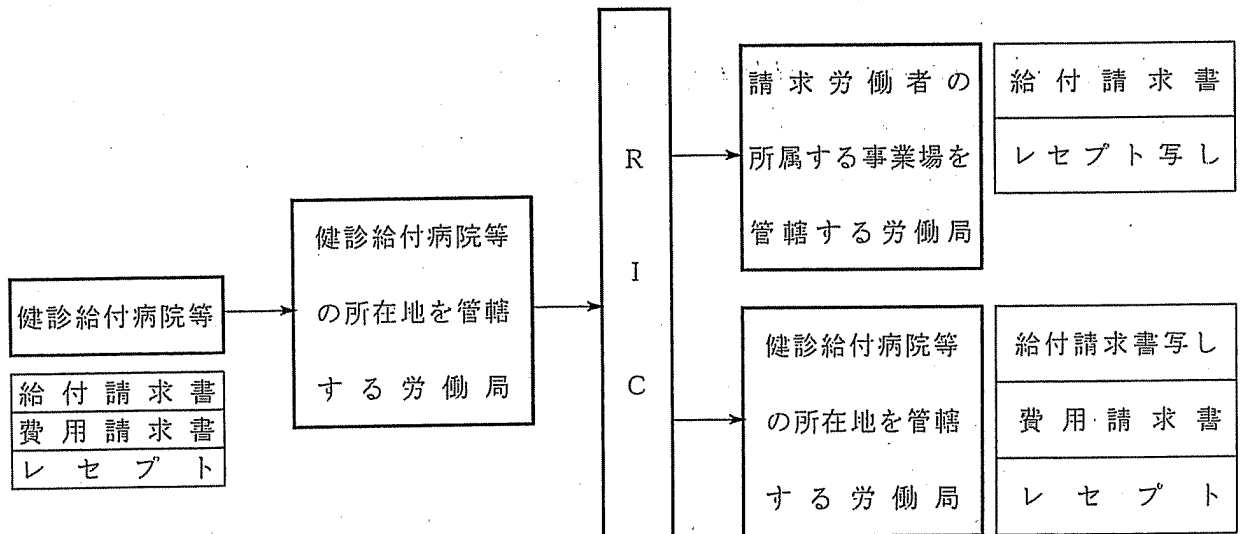 健診給付病院等
給付請求書
費用請求書
レセプト
健診給付病院等
の所在地を管轄
する労働局
R
I
C
請求労働者の
所属する事業場を
管轄する労働局
給付請求書
レセプト写し
健診給付病院等
の所在地を管轄
する労働局
給付請求書写し
費用請求書
レセプト